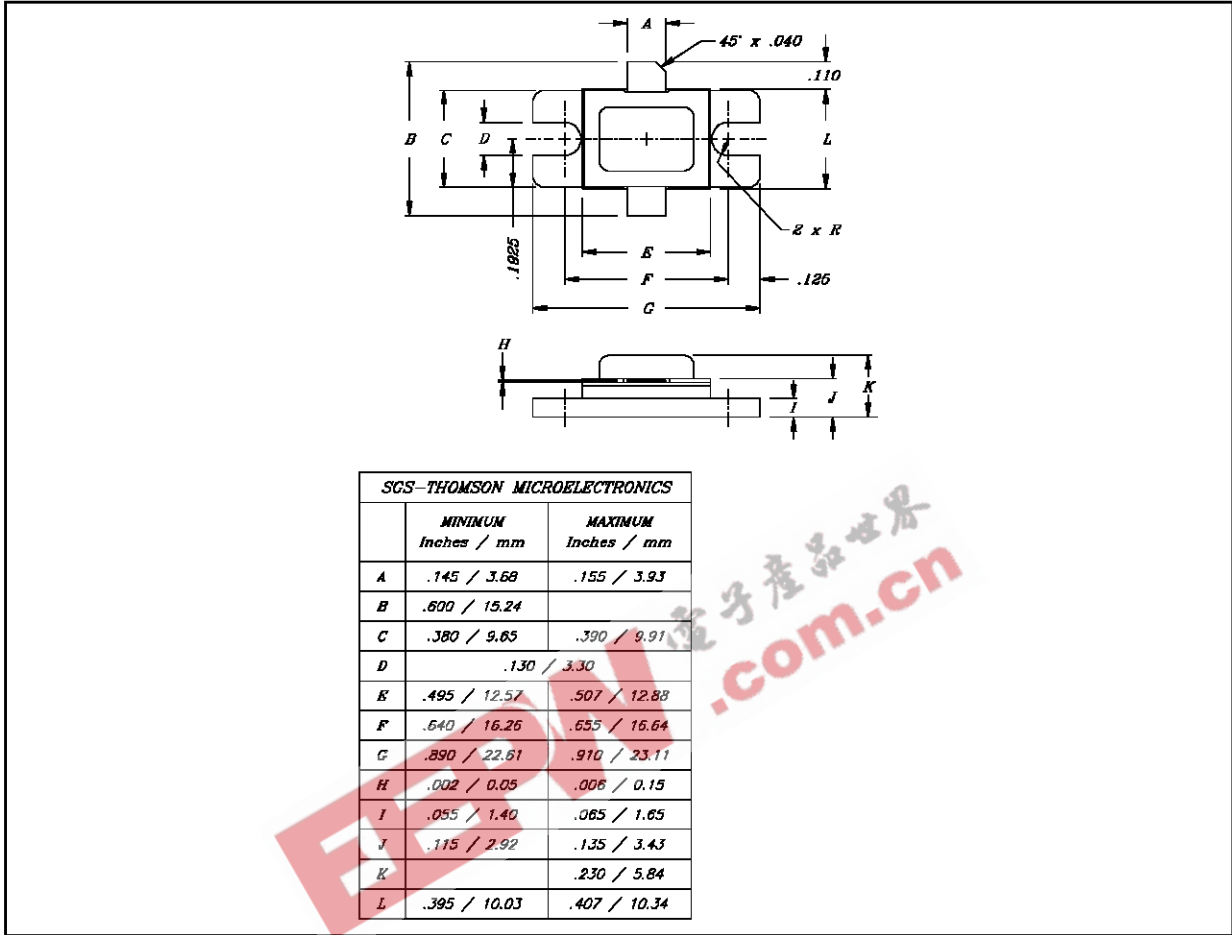 A
45° x .040
.110
B
C
D
L
.1925
2 x R
E
F
.125
G
H
I
J
K
SGS-THOMSON MICROELECTRONICS
MINIMUM
Inches / mm
MAXIMUM
Inches / mm
A .145 / 3.68 .155 / 3.93
B .600 / 15.24
C .380 / 9.65 .390 / 9.91
D .130 / 3.30
E .495 / 12.57 .507 / 12.88
F .640 / 16.26 .655 / 16.64
G .890 / 22.61 .910 / 23.11
H .002 / 0.05 .006 / 0.15
I .055 / 1.40 .065 / 1.65
J .115 / 2.92 .135 / 3.43
K .230 / 5.84
L .395 / 10.03 .407 / 10.34
EEPW
.com.cn
電子產品世界